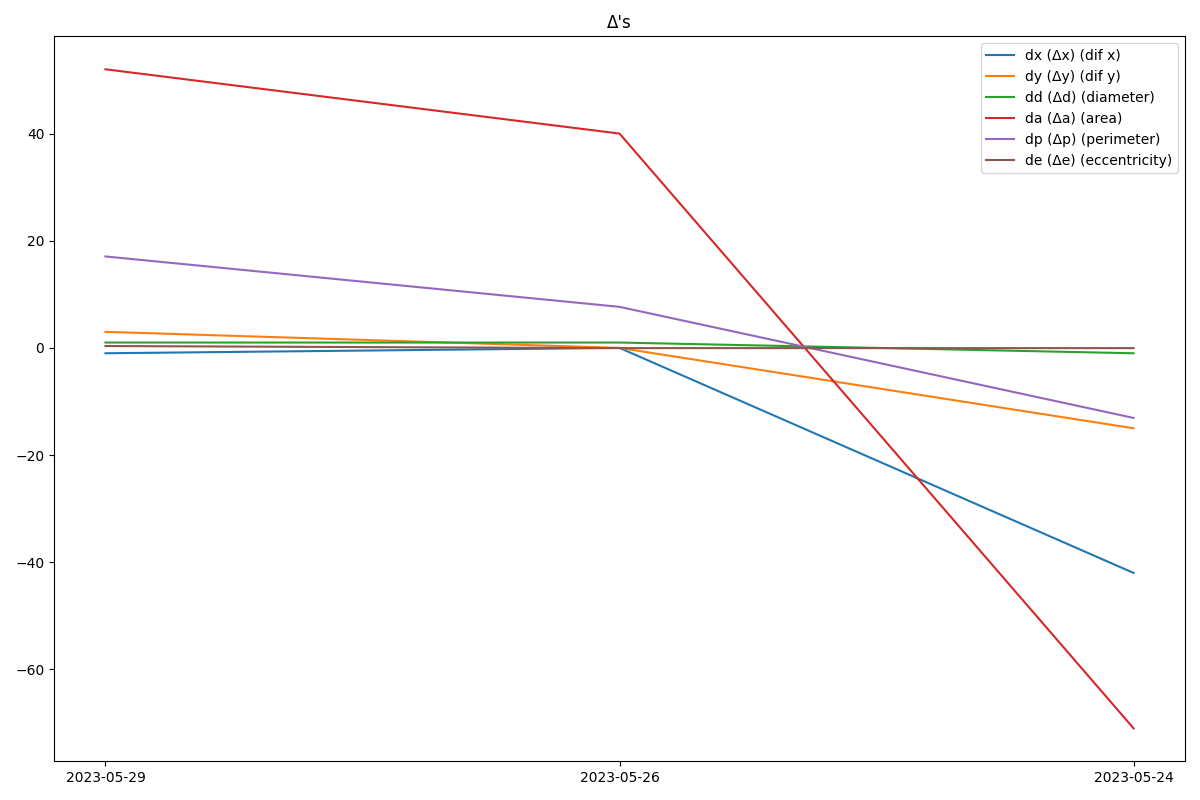 Δ's
dx (Δx) (dif x)
dy (Δy) (dif y)
dd (Δd) (diameter)
da (Δa) (area)
dp (Δp) (perimeter)
de (Δe) (eccentricity)
40
20
0
−20
−40
−60
2023-05-29 2023-05-26 2023-05-24